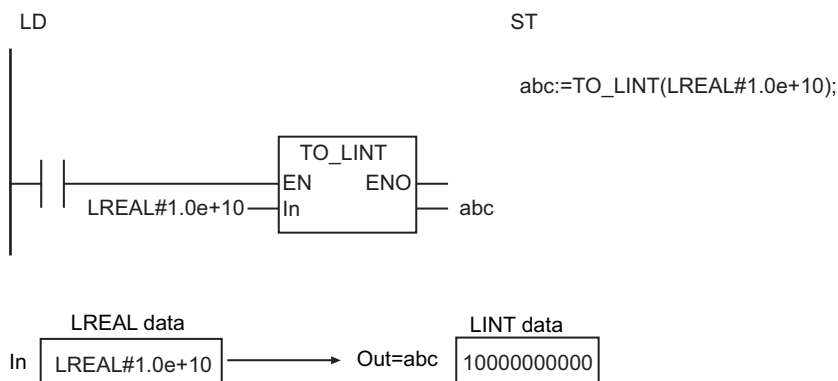 LD
ST
abc:=TO_LINT(LREAL#1.0e+10);
TO_LINT
EN ENO
LREAL#1.0e+10 In abc
LREAL data LINT data
In LREAL#1.0e+10 Out=abc 10000000000